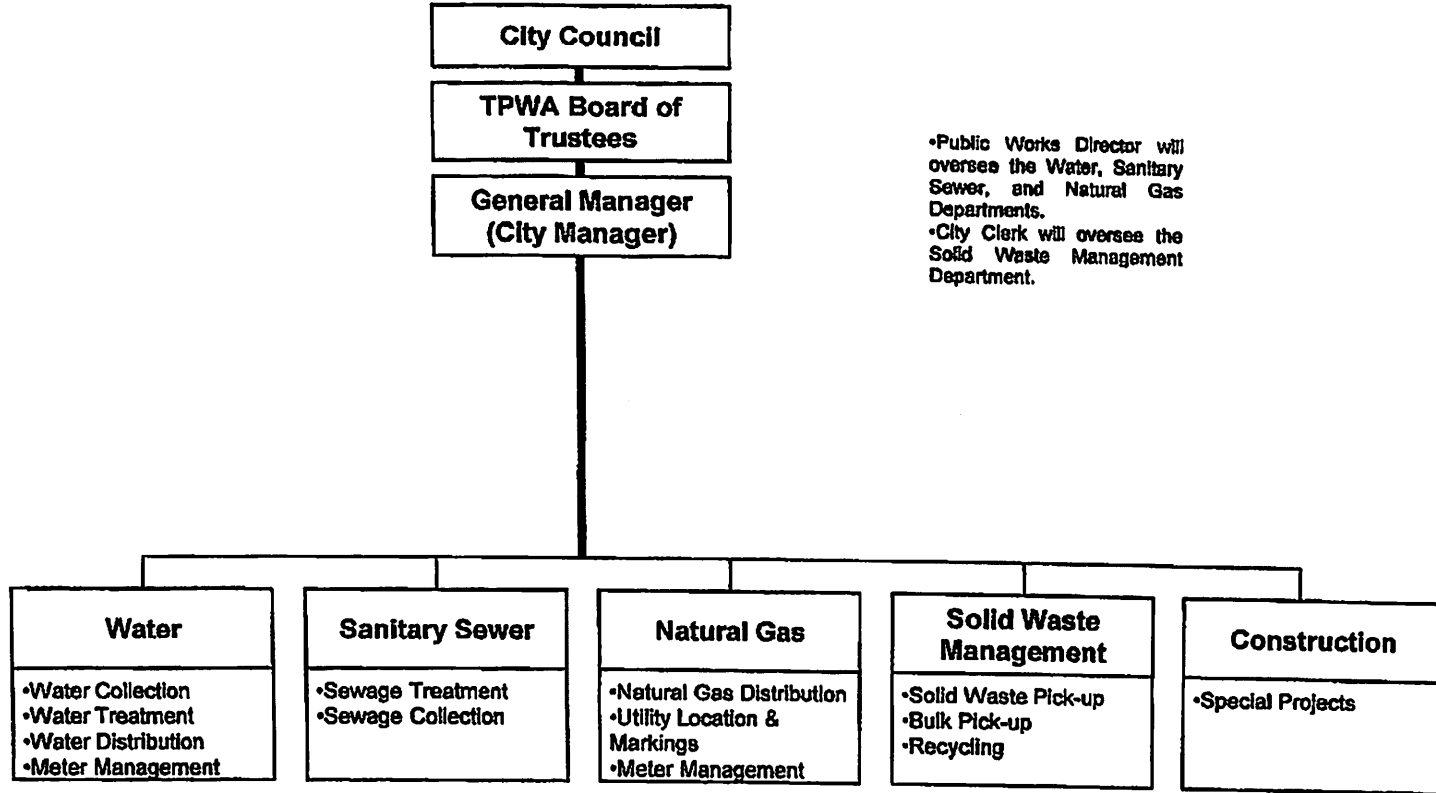 City Council
TPWA Board of
Trustees
General Manager
(City Manager)
•Public Works Director will
oversee the Water, Sanitary
Sewer, and Natural Gas
Departments.
•City Clerk will oversee the
Solid Waste Management
Department.
Water
•Water Collection
•Water Treatment
•Water Distribution
•Meter Management
Sanitary Sewer
•Sewage Treatment
•Sewage Collection
Natural Gas
•Natural Gas Distribution
•Utility Location &
Markings
•Meter Management
Solid Waste
Management
•Solid Waste Pick-up
•Bulk Pick-up
•Recycling
Construction
•Special Projects